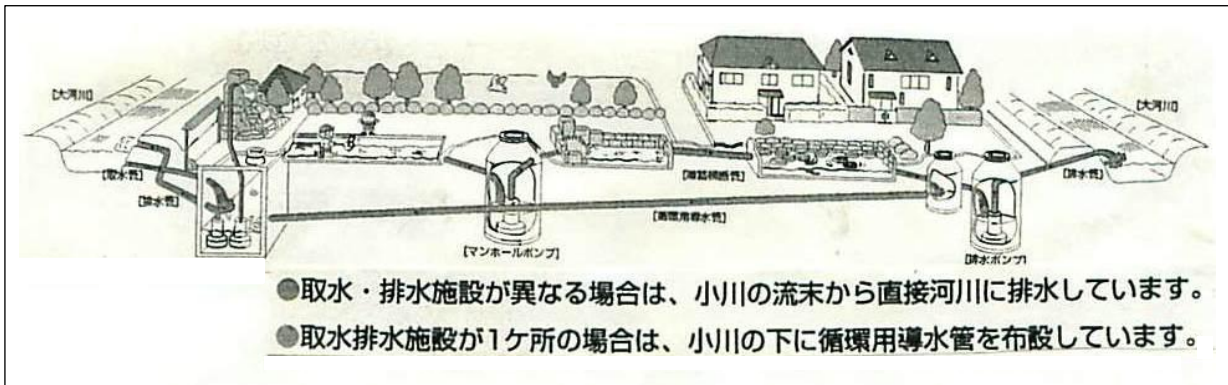 [大河川]
[大河川]
[取水管]
[排水管]
[道路横断管]
[排水管]
[循環用導水管]
[マンホールポンプ]
[排水ポンプ]
●取水・排水施設が異なる場合は、小川の流末から直接河川に排水しています。
●取水排水施設が1ケ所の場合は、小川の下に循環用導水管を布設しています。